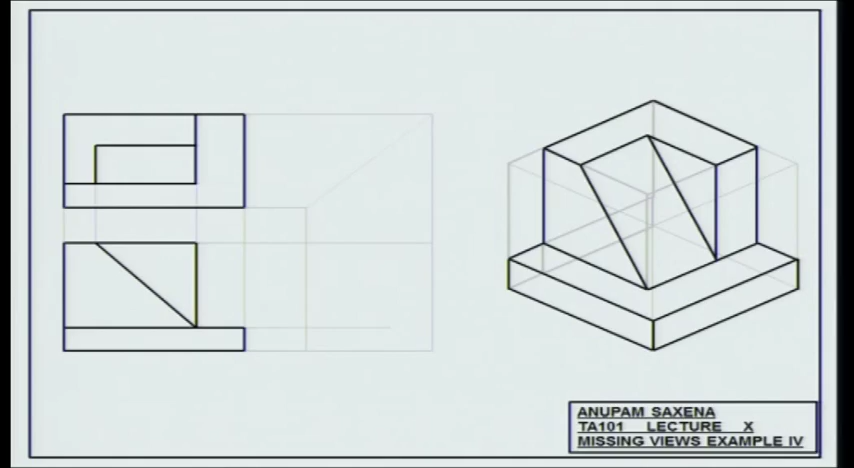 ANUPAM SAXENA
TA101 LECTURE X
MISSING VIEWS EXAMPLE IV